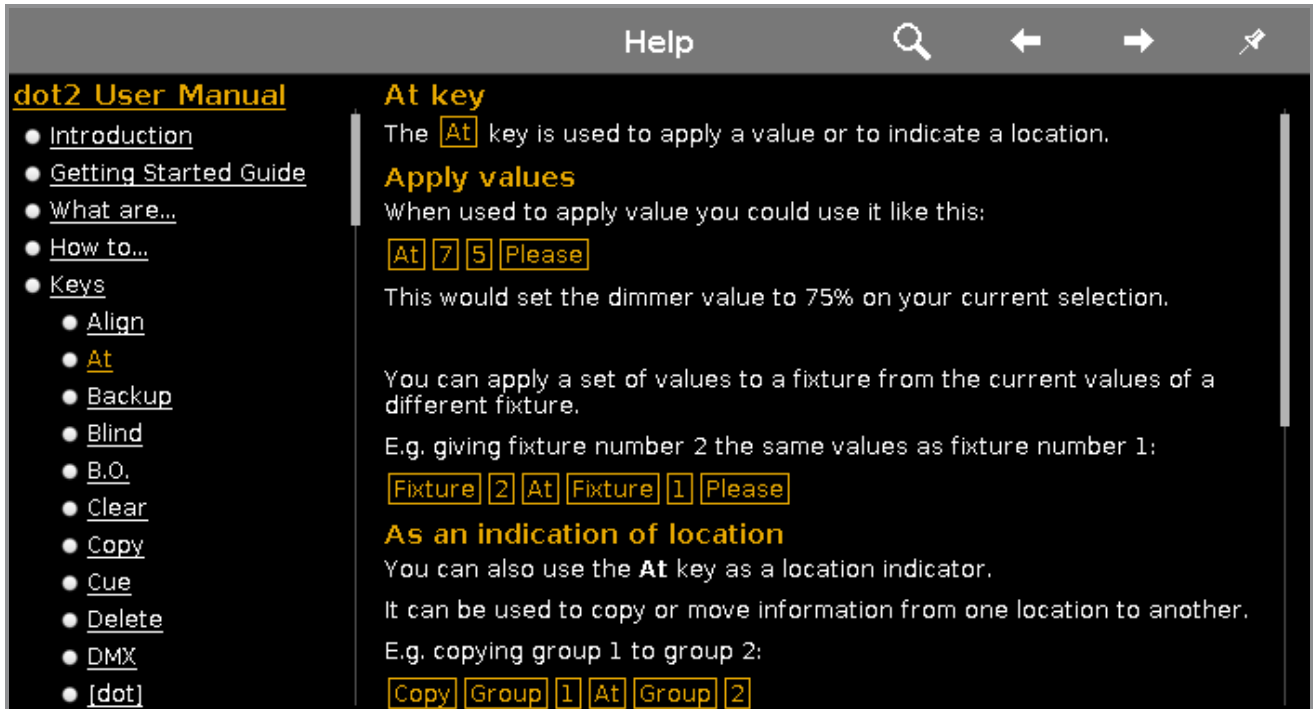 Help
dot2 User Manual
Introduction
Getting Started Guide
What are...
How to...
Keys
Align
At
Backup
Blind
B.O.
Clear
Copy
Cue
Delete
DMX
[dot]
At key
The At key is used to apply a value or to indicate a location.
Apply values
When used to apply value you could use it like this:
At 7 5 Please
This would set the dimmer value to 75% on your current selection.
You can apply a set of values to a fixture from the current values of a
different fixture.
E.g. giving fixture number 2 the same values as fixture number 1:
Fixture 2 At Fixture 1 Please
As an indication of location
You can also use the At key as a location indicator.
It can be used to copy or move information from one location to another.
E.g. copying group 1 to group 2:
Copy Group 1 At Group 2